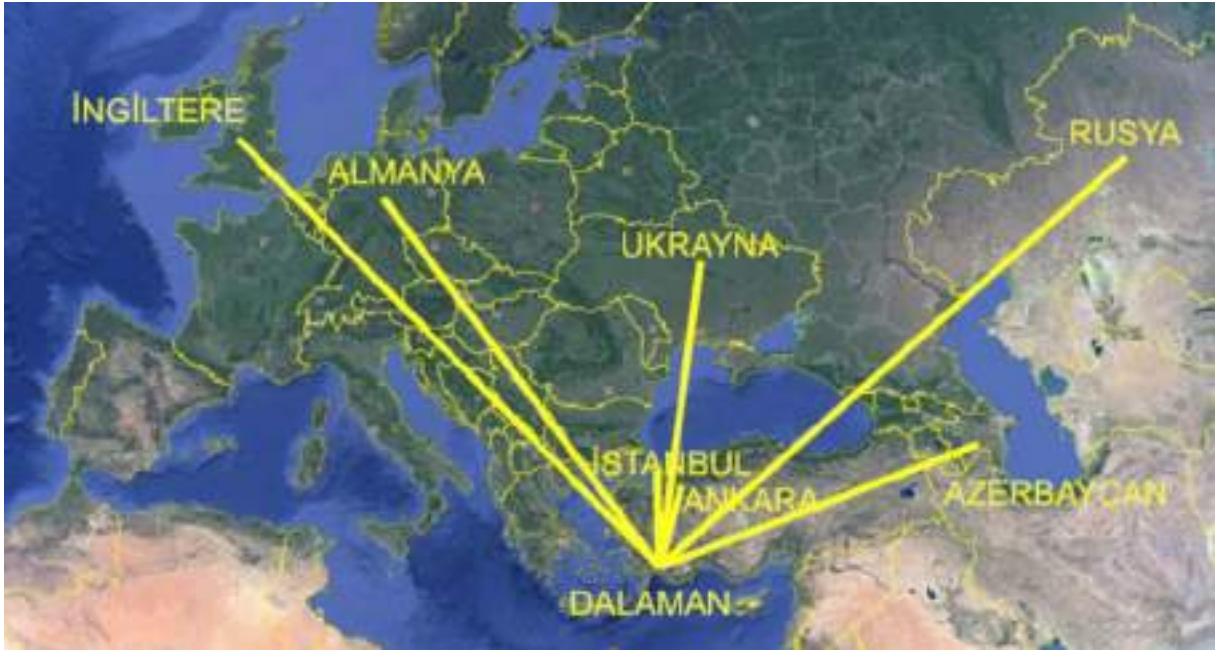 İNGİLTERE
RUSYA
ALMANYA
UKRAYNA
İSTANBUL
ANKARA
AZERBAYCAN
DALAMAN